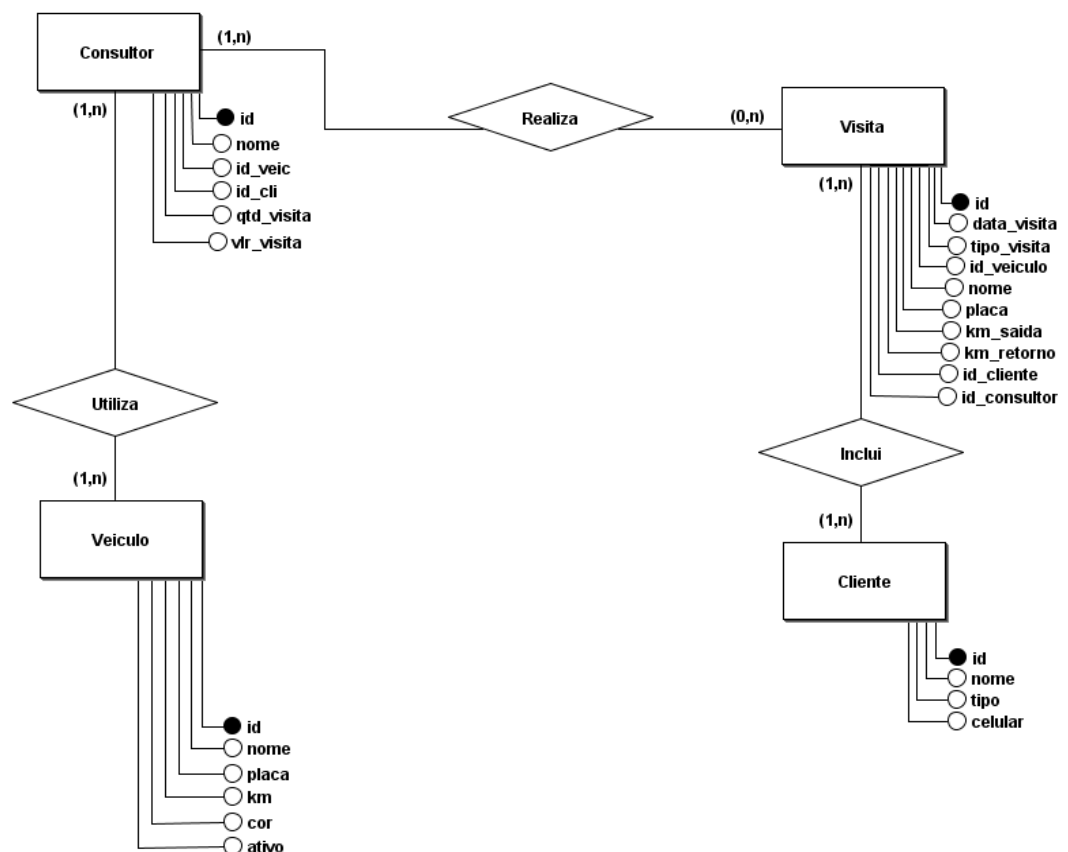 Consultor
(1,n)
(1,n)
id
nome
id_veic
id_cli
qtd_visita
vlr_visita
Realiza
(0,n)
Visita
(1,n)
id
data_visita
tipo_visita
id_veiculo
nome
placa
km_saida
km_retorno
id_cliente
id_consultor
Utiliza
(1,n)
Veiculo
id
nome
placa
km
cor
ativo
Inclui
(1,n)
Cliente
id
nome
tipo
celular